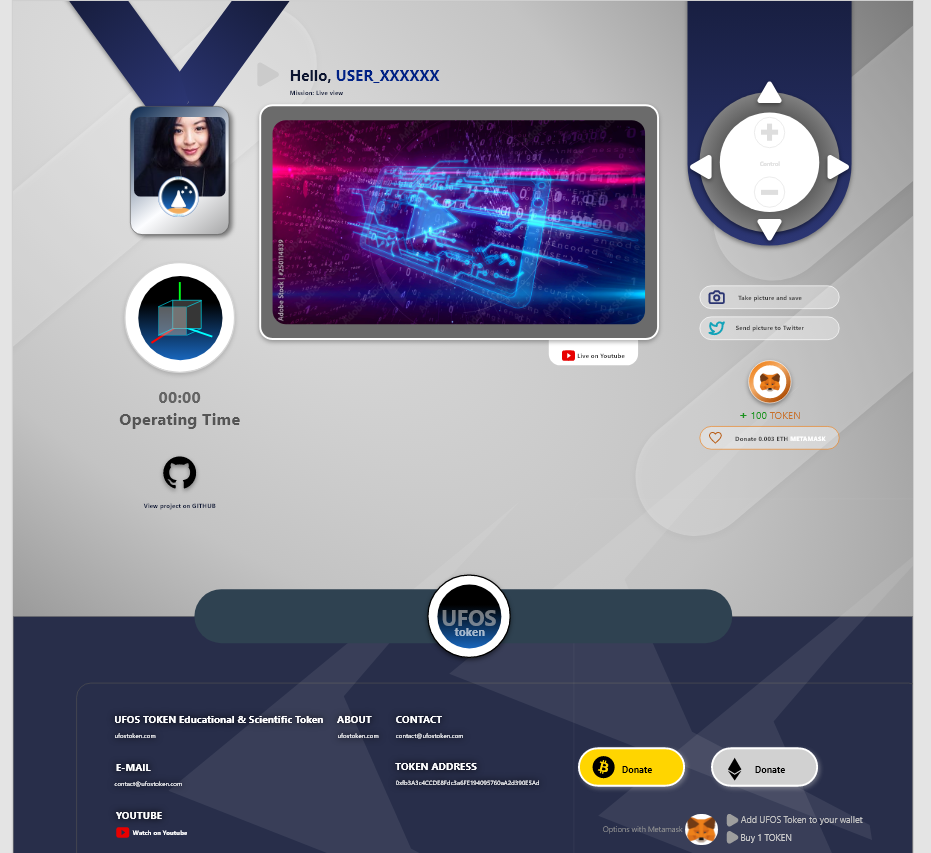 Hello, USER_XXXXXX
Mission: Live view
Control
Adobe Stock | #250114839
Take picture and save
Send picture to Twitter
Live on Youtube
00:00
Operating Time
+ 100 TOKEN
Donate 0.003 ETH METAMASK
View project on GITHUB
UFOS
token
UFOS TOKEN Educational & Scientific Token
ufostoken.com
ABOUT
ufostoken.com
CONTACT
contact@ufostoken.com
E-MAIL
contact@ufostoken.com
TOKEN ADDRESS
YOUTUBE
Watch on Youtube
Donate
Donate
Options with Metamask
Add UFOS Token to your wallet
Buy 1 TOKEN